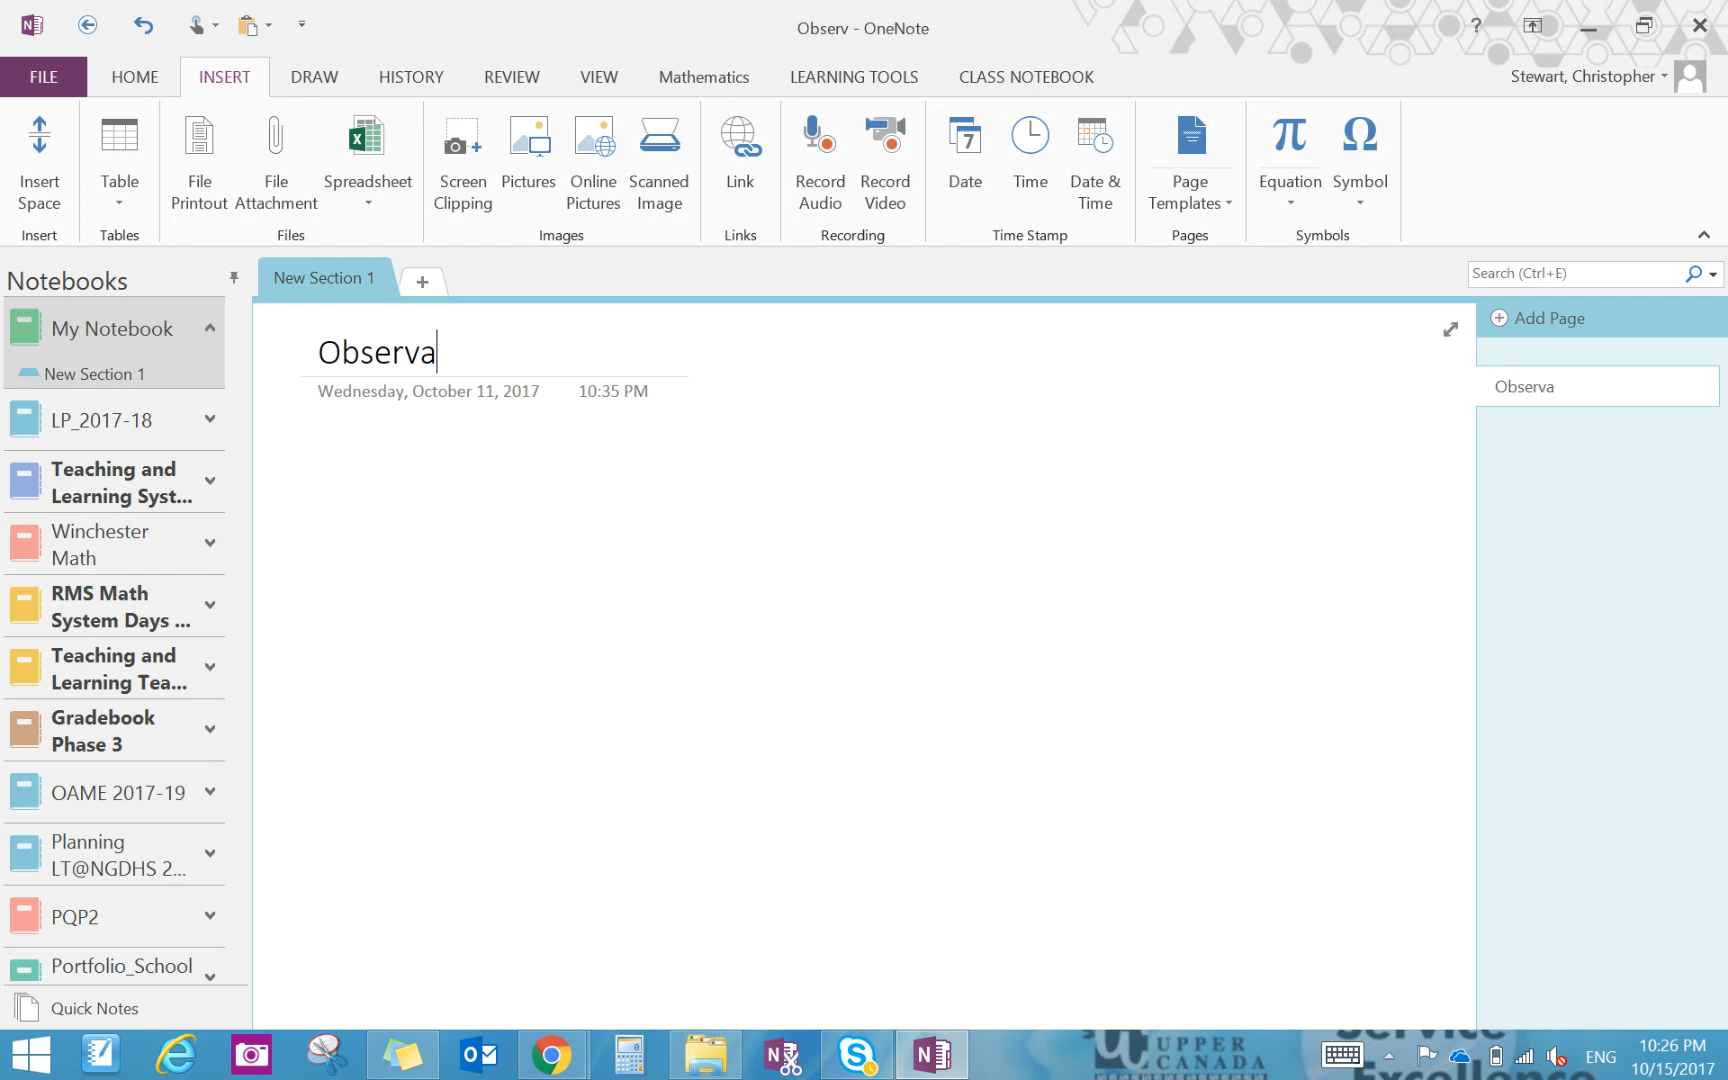 Observ - OneNote
?
FILE HOME INSERT DRAW HISTORY REVIEW VIEW Mathematics LEARNING TOOLS CLASS NOTEBOOK
Stewart, Christopher
Insert Space
Table
File Printout
File Attachment
Spreadsheet
Screen Clipping
Pictures
Online Pictures
Scanned Image
Link
Record Audio
Record Video
7
Date
Time
Date & Time
Page Templates
π
Equation
Ω
Symbol
Insert Tables Files Images Links Recording Time Stamp Pages Symbols
Notebooks
New Section 1
+
Search (Ctrl+E)
My Notebook
New Section 1
LP_2017-18
Teaching and
Learning Syst...
Winchester
Math
RMS Math
System Days ...
Teaching and
Learning Tea...
Gradebook
Phase 3
OAME 2017-19
Planning
LT@NGDHS 2...
PQP2
Portfolio_School
Quick Notes
Observa
Wednesday, October 11, 2017 10:35 PM
Add Page
Observa
UPPER
CANADA
ENG
10:26 PM
10/15/2017